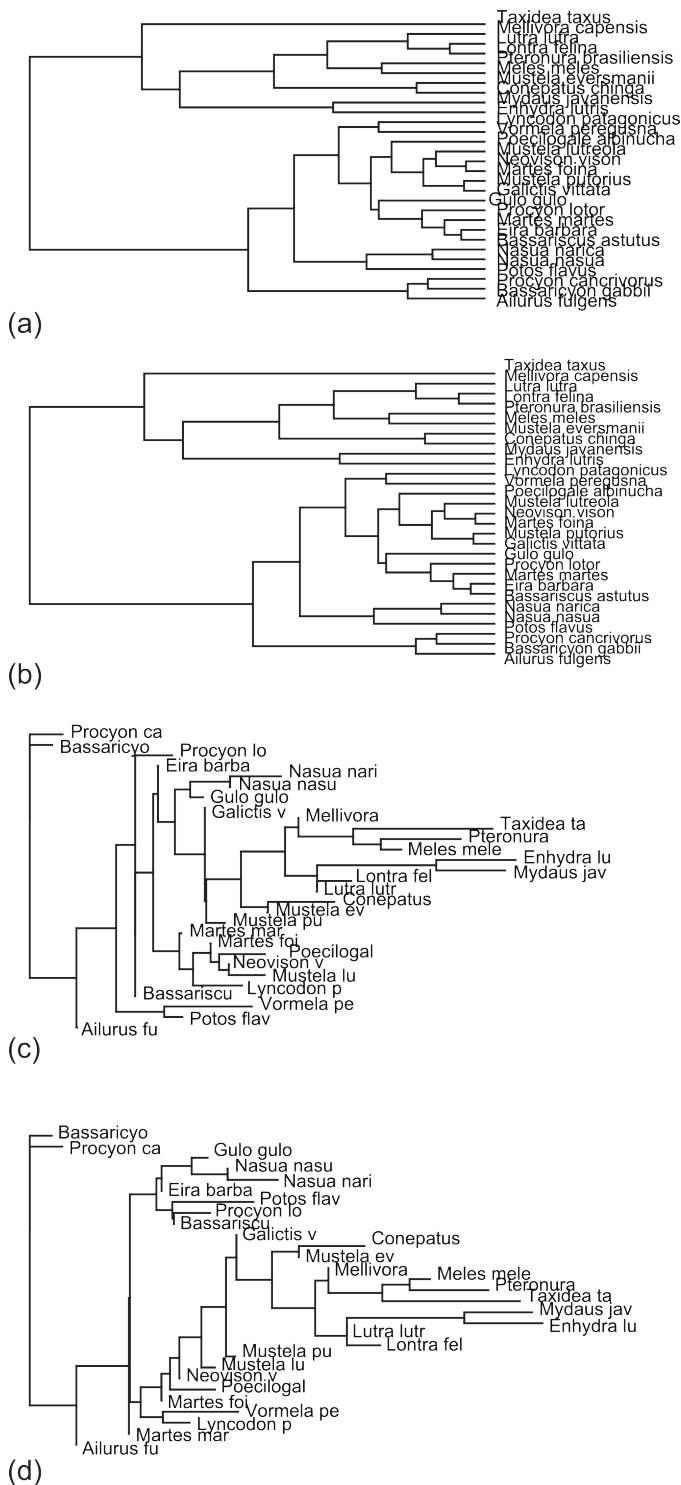 Taxidea taxus
Mellivora capensis
Lutra lutra
Lontra felina
Pteronura brasiliensis
Meles meles
Mustela eversmanii
Conepatus chinga
Mydaus javanensis
Enhydra lutris
Lyncodon patagonicus
Vormela peregusna
Poecilogale albinucha
Mustela lutreola
Neovison vison
Martes foina
Mustela putorius
Galictis vittata
Gulo gulo
Procyon lotor
Martes martes
Eira barbara
Bassariscus astutus
Nasua narica
Nasua nasua
Potos flavus
Procyon cancrivorus
Bassaricyon gabbii
Ailurus fulgens
(a)
Taxidea taxus
Mellivora capensis
Lutra lutra
Lontra felina
Pteronura brasiliensis
Meles meles
Mustela eversmanii
Conepatus chinga
Mydaus javanensis
Enhydra lutris
Lyncodon patagonicus
Vormela peregusna
Poecilogale albinucha
Mustela lutreola
Neovison vison
Martes foina
Mustela putorius
Galictis vittata
Gulo gulo
Procyon lotor
Martes martes
Eira barbara
Bassariscus astutus
Nasua narica
Nasua nasua
Potos flavus
Procyon cancrivorus
Bassaricyon gabbii
Ailurus fulgens
(b)
Procyon ca
Bassaricyo
Procyon lo
Eira barba
Nasua nari
Nasua nasu
Gulo gulo
Galictis v
Mellivora
Taxidea ta
Pteronura
Meles mele
Enhydra lu
Mydaus jav
Lontra fel
Lutra lutr
Conepatus
Mustela ev
Mustela pu
Martes mar
Martes foi
Poecilogal
Neovison v
Mustela lu
Lyncodon p
Bassariscu
Vormela pe
Potos flav
Ailurus fu
(c)
Bassaricyo
Procyon ca
Gulo gulo
Nasua nasu
Nasua nari
Eira barba
Potos flav
Procyon lo
Bassariscu
Galictis v
Conepatus
Mustela ev
Mellivora
Meles mele
Pteronura
Taxidea ta
Mydaus jav
Enhydra lu
Lutra lutr
Lontra fel
Mustela pu
Mustela lu
Neovison v
Poecilogal
Martes foi
Vormela pe
Lyncodon p
Martes mar
Ailurus fu
(d)